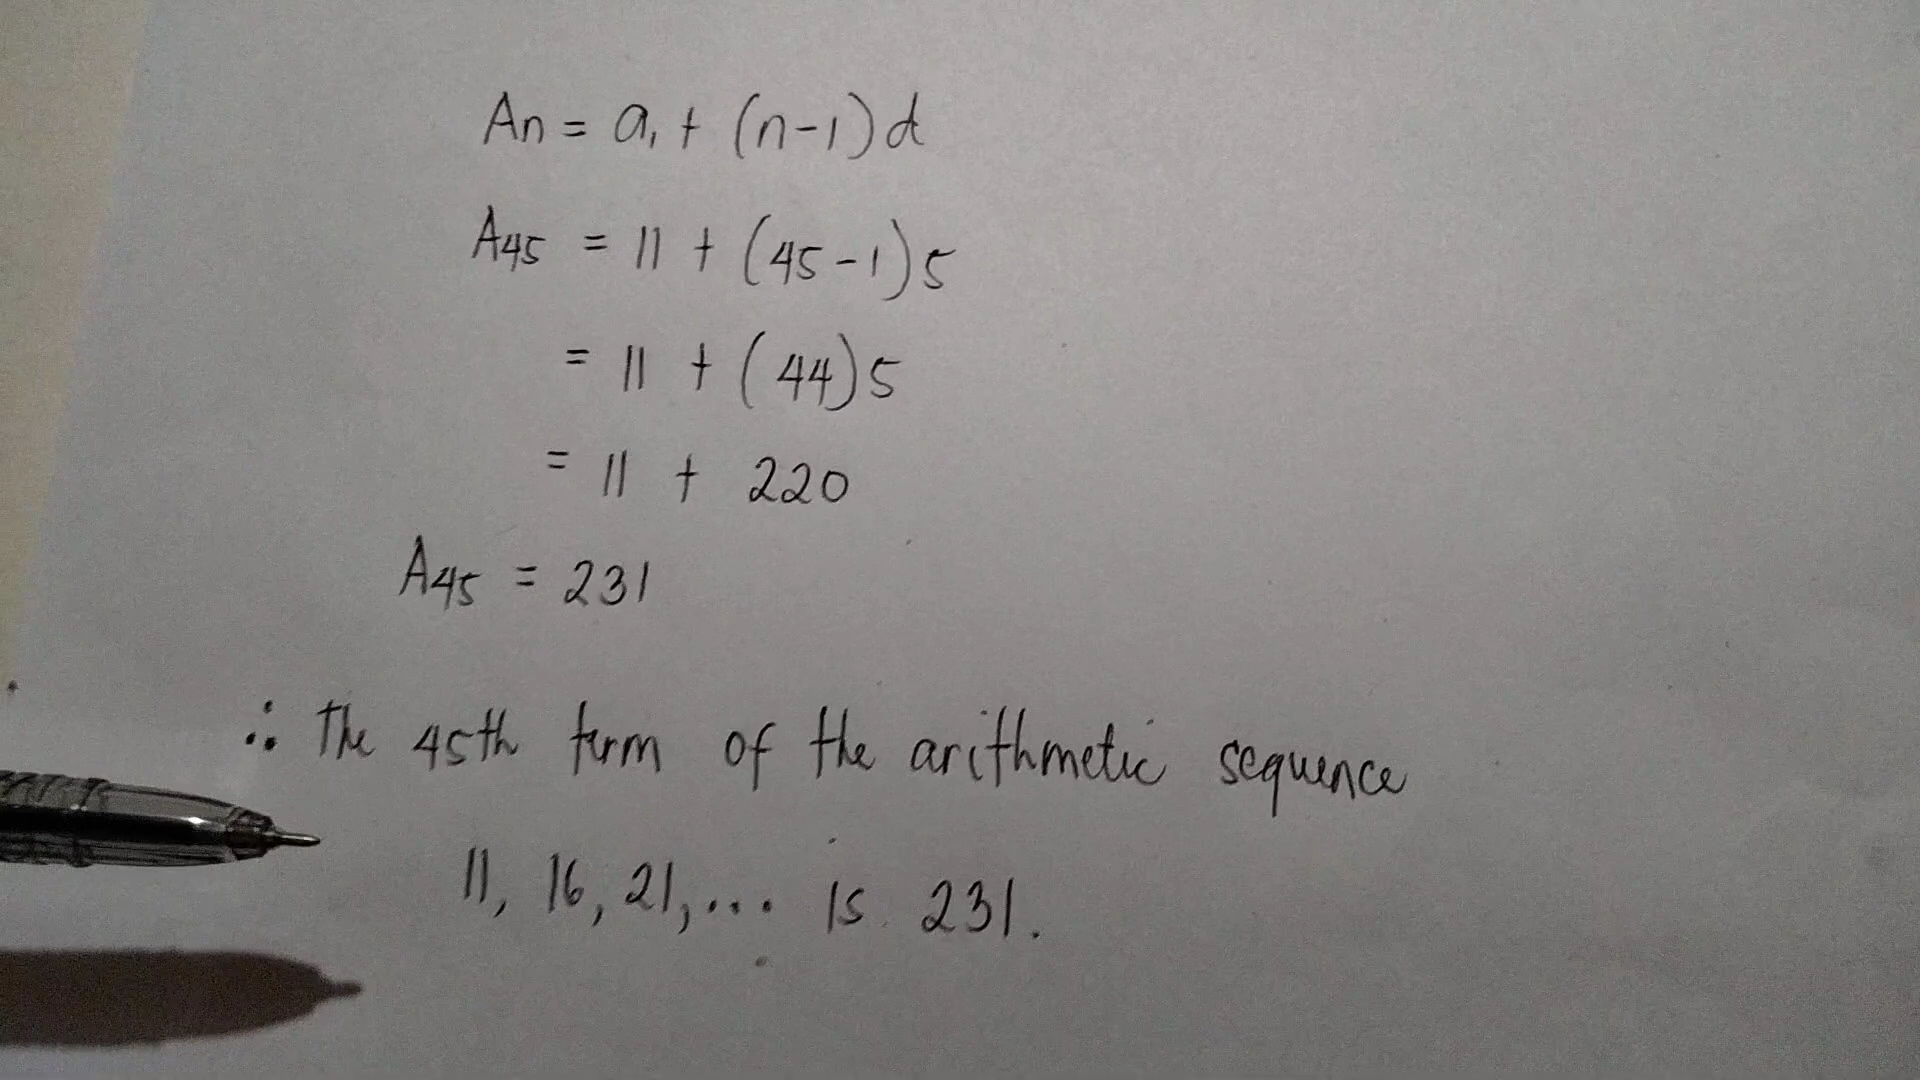 An = a₁ + (n-1)d
A45 = 11 + (45-1)5
= 11 + (44)5
= 11 + 220
A45 = 231
∴ The 45th term of the arithmetic sequence
11, 16, 21, ... is 231.